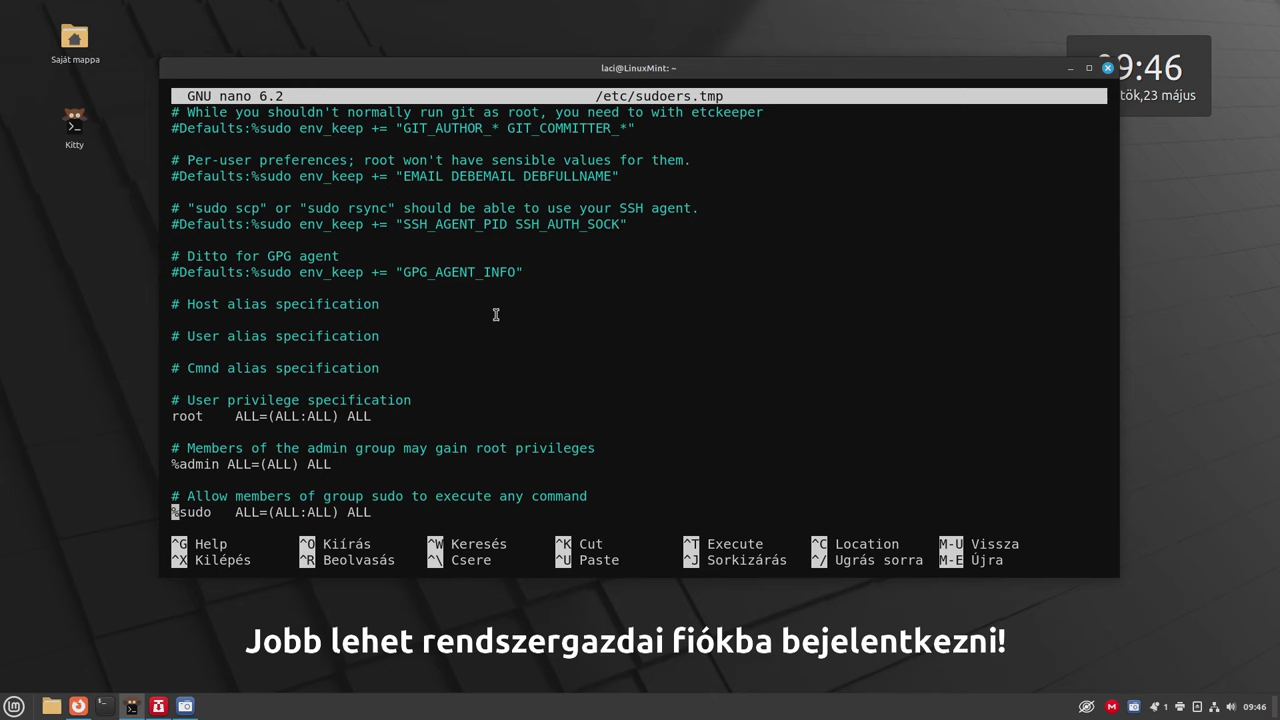 Saját mappa
Kitty
laci@LinuxMint: ~
9:46
tök,23 május
GNU nano 6.2 /etc/sudoers.tmp
# While you shouldn't normally run git as root, you need to with etckeeper
#Defaults:%sudo env_keep += "GIT_AUTHOR_* GIT_COMMITTER_*"
# Per-user preferences; root won't have sensible values for them.
#Defaults:%sudo env_keep += "EMAIL DEBEMAIL DEBFULLNAME"
# "sudo scp" or "sudo rsync" should be able to use your SSH agent.
#Defaults:%sudo env_keep += "SSH_AGENT_PID SSH_AUTH_SOCK"
# Ditto for GPG agent
#Defaults:%sudo env_keep += "GPG_AGENT_INFO"
# Host alias specification
# User alias specification
# Cmnd alias specification
# User privilege specification
root ALL=(ALL:ALL) ALL
# Members of the admin group may gain root privileges
%admin ALL=(ALL) ALL
# Allow members of group sudo to execute any command
%sudo ALL=(ALL:ALL) ALL
^G Help ^O Kiírás ^W Keresés ^K Cut ^T Execute ^C Location M-U Vissza
^X Kilépés ^R Beolvasás ^\ Csere ^U Paste ^J Sorkizárás ^/ Ugrás sorra M-E Újra
Jobb lehet rendszergazdai fiókba bejelentkezni!
1
09:46